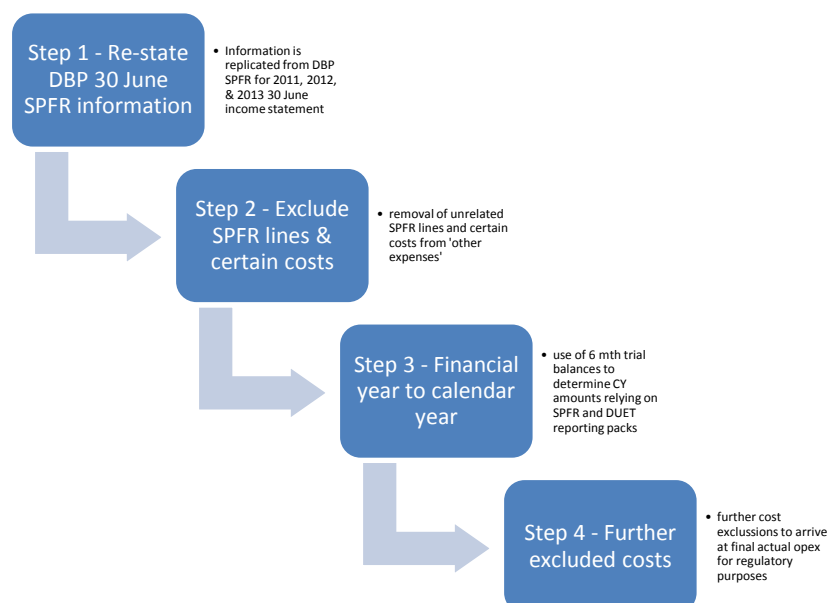 Step 1 - Re-state
DBP 30 June
SPFR information
• Information is
replicated from DBP
SPFR for 2011, 2012,
& 2013 30 June
income statement
Step 2 - Exclude
SPFR lines &
certain costs
• removal of unrelated
SPFR lines and certain
costs from 'other
expenses'
Step 3 - Financial
year to calendar
year
• use of 6 mth trial
balances to
determine CY
amounts relying on
SPFR and DUET
reporting packs
Step 4 - Further
excluded costs
• further cost
exclussions to arrive
at final actual opex
for regulatory
purposes